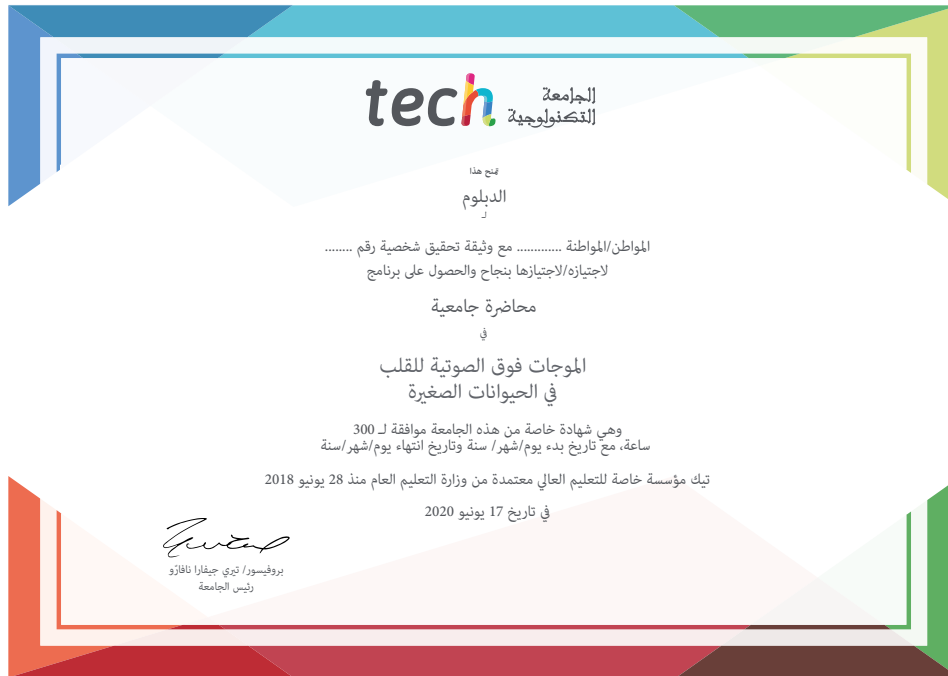 tech الجامعة
التكنولوجية
تمنح هذا
الدبلوم
لـ
المواطن/المواطنة ............. مع وثيقة تحقيق شخصية رقم ........
لاجتيازه/لاجتيازها بنجاح والحصول على برنامج
محاضرة جامعية
في
الموجات فوق الصوتية للقلب
في الحيوانات الصغيرة
وهي شهادة خاصة من هذه الجامعة موافقة لـ 300
ساعة، مع تاريخ بدء يوم/شهر/ سنة وتاريخ انتهاء يوم/شهر/سنة
تيك مؤسسة خاصة للتعليم العالي معتمدة من وزارة التعليم العام منذ 28 يونيو 2018
في تاريخ 17 يونيو 2020
بروفيسور/ تيري جيفارا نافارّو
رئيس الجامعة